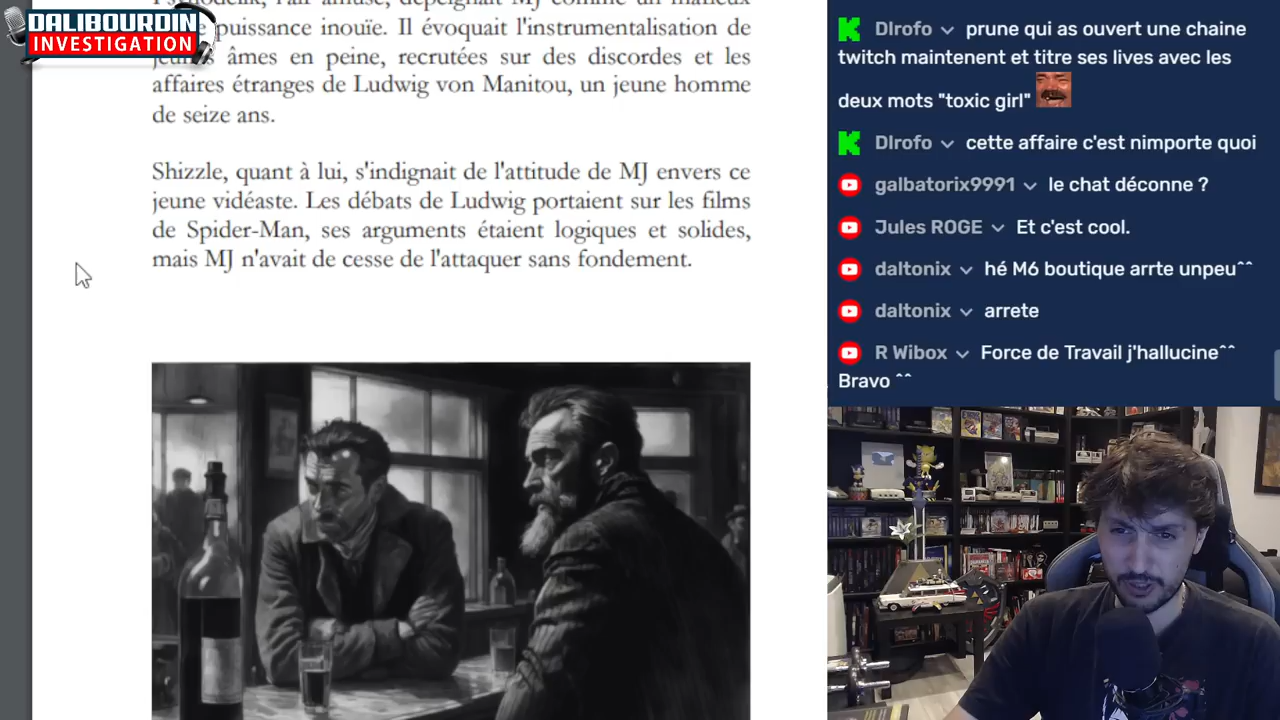 DALIBOURDIN
INVESTIGATION
puissance inouïe. Il évoquait l'instrumentalisation de
âmes en peine, recrutées sur des discordes et les
affaires étranges de Ludwig von Manitou, un jeune homme
de seize ans.
Shizzle, quant à lui, s'indignait de l'attitude de MJ envers ce
jeune vidéaste. Les débats de Ludwig portaient sur les films
de Spider-Man, ses arguments étaient logiques et solides,
mais MJ n'avait de cesse de l'attaquer sans fondement.
DIrofo prune qui as ouvert une chaine
twitch maintenent et titre ses lives avec les
deux mots "toxic girl"
DIrofo cette affaire c'est nimporte quoi
galbatorix9991 le chat déconne ?
Jules ROGE Et c'est cool.
daltonix hé M6 boutique arrte unpeu^^
daltonix arrete
R Wibox Force de Travail j'hallucine^^
Bravo ^^